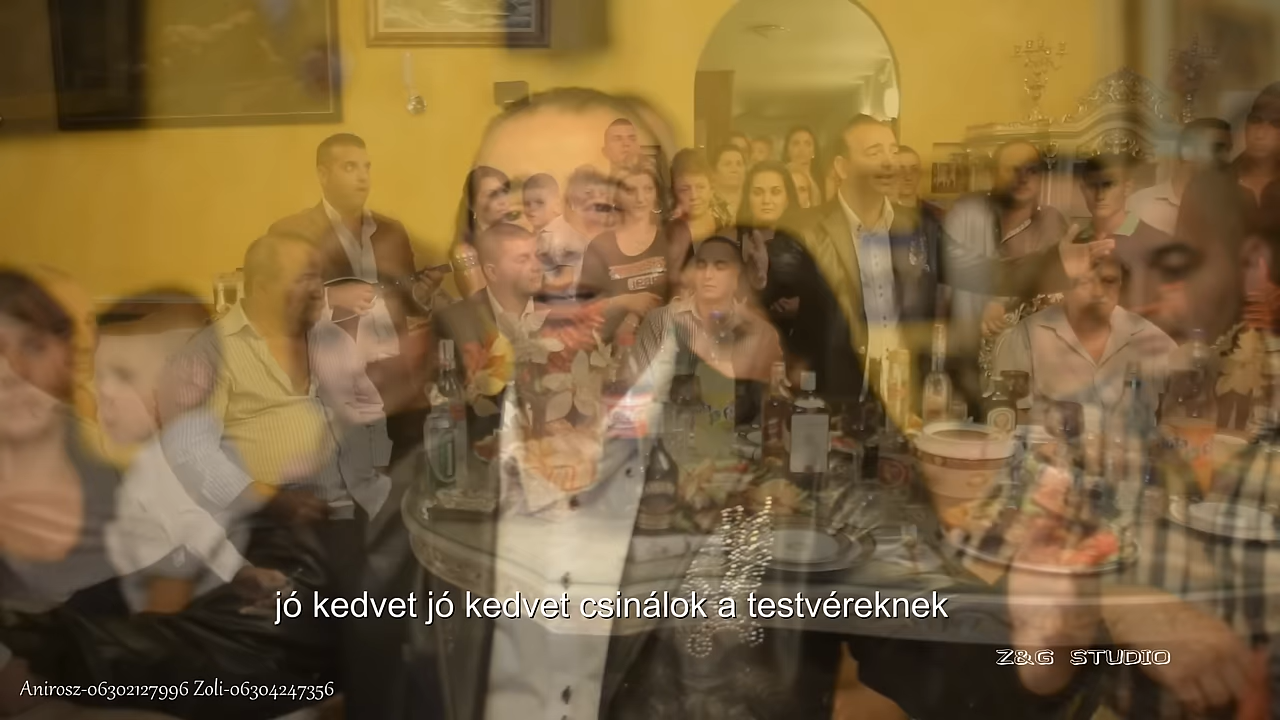 jó kedvet jó kedvet csinálok a testvéreknek
Z&G STUDIO
Anirosz-06302127996 Zoli-06304247356